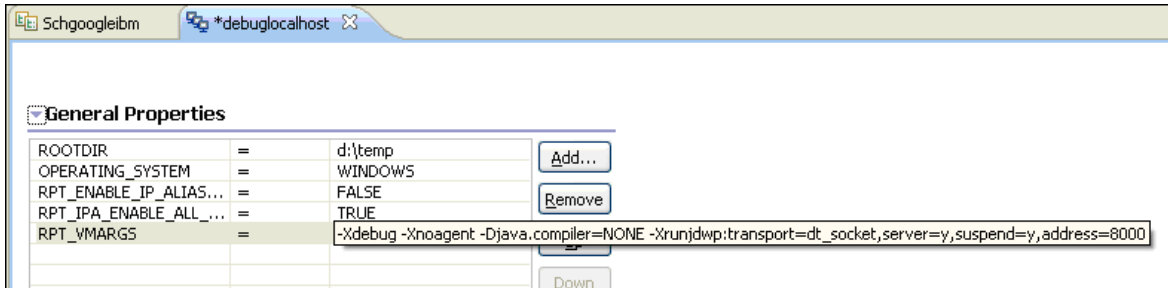 Schgoogleibm *debuglocalhost
General Properties
ROOTDIR = d:\temp
Add...
OPERATING_SYSTEM = WINDOWS
RPT_ENABLE_IP_ALIAS... = FALSE
Remove
RPT_IPA_ENABLE_ALL_... = TRUE
RPT_VMARGS = -Xdebug -Xnoagent -Djava.compiler=NONE -Xrunjdwp:transport=dt_socket,server=y,suspend=y,address=8000
Down